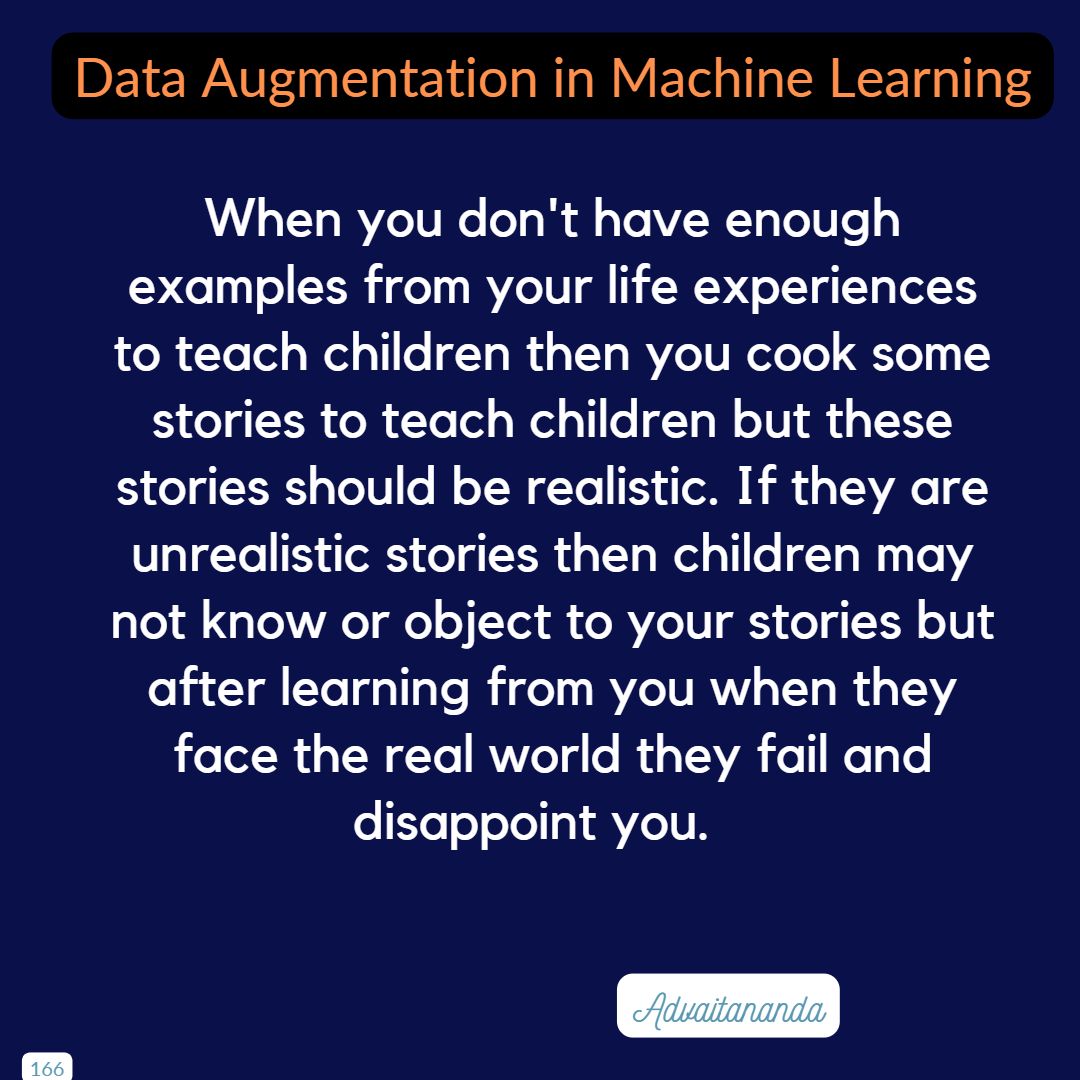 Data Augmentation in Machine Learning
When you don't have enough
examples from your life experiences
to teach children then you cook some
stories to teach children but these
stories should be realistic. If they are
unrealistic stories then children may
not know or object to your stories but
after learning from you when they
face the real world they fail and
disappoint you.
Advaitananda
166